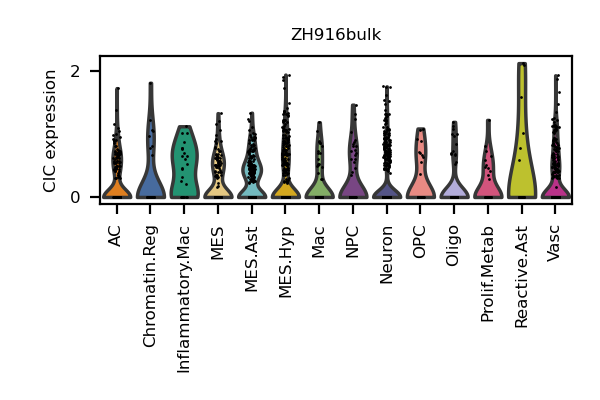 ZH916bulk
CIC expression
2
0
AC
Chromatin.Reg
Inflammatory.Mac
MES
MES.Ast
MES.Hyp
Mac
NPC
Neuron
OPC
Oligo
Prolif.Metab
Reactive.Ast
Vasc